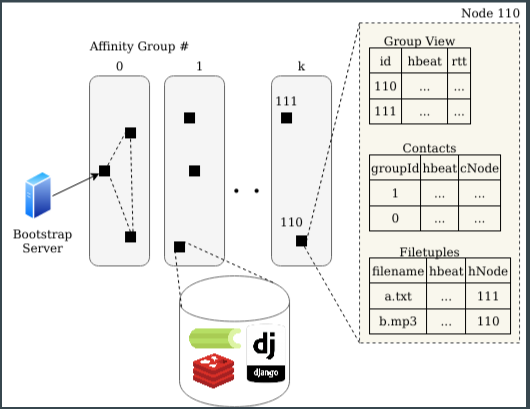 Node 110
Affinity Group #
0
1
k
111
110
Bootstrap
Server
Group View
id hbeat rtt
110 ... ...
111 ... ...
Contacts
groupId hbeat cNode
1 ... ...
0 ... ...
Filetuples
filename hbeat hNode
a.txt ... 111
b.mp3 ... 110
dj
django